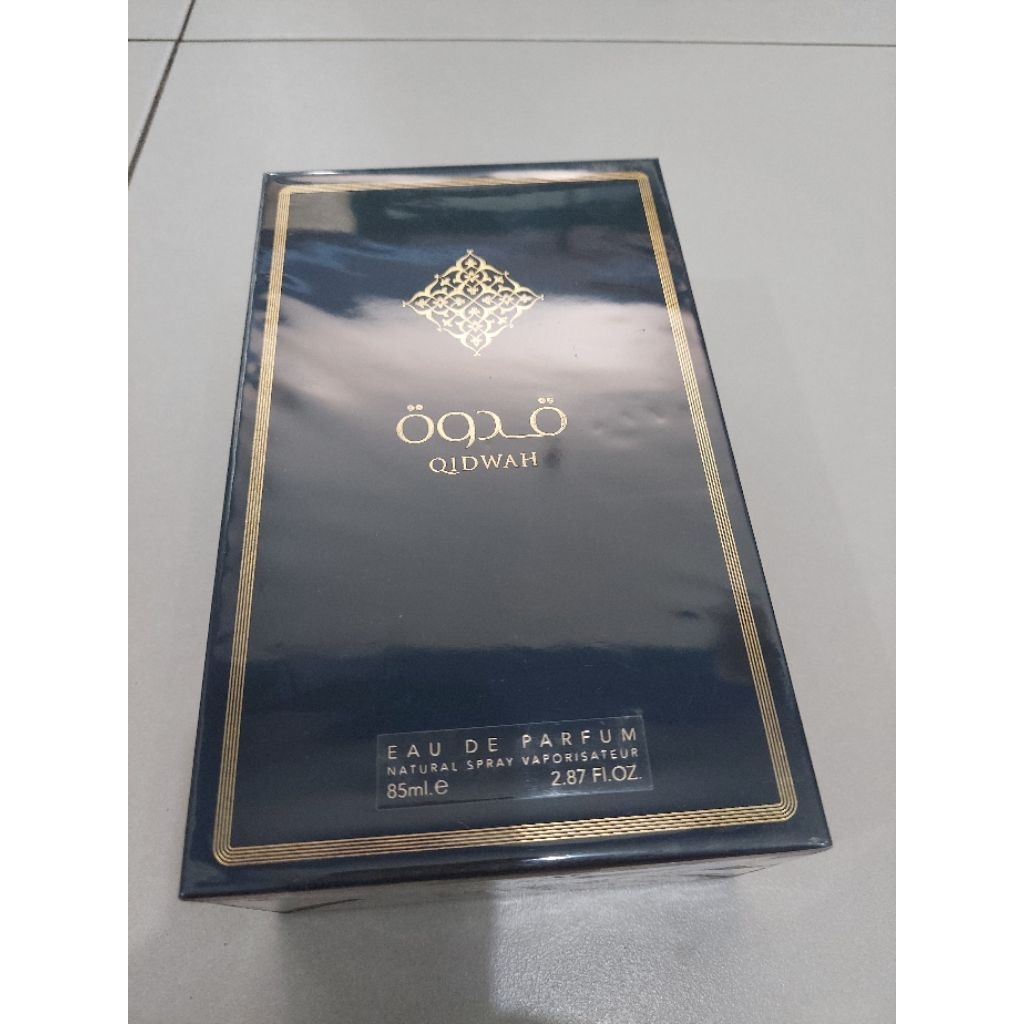 قدوة
QIDWAH
EAU DE PARFUM
NATURAL SPRAY VAPORISATEUR
85ml.e 2.87 Fl.OZ.